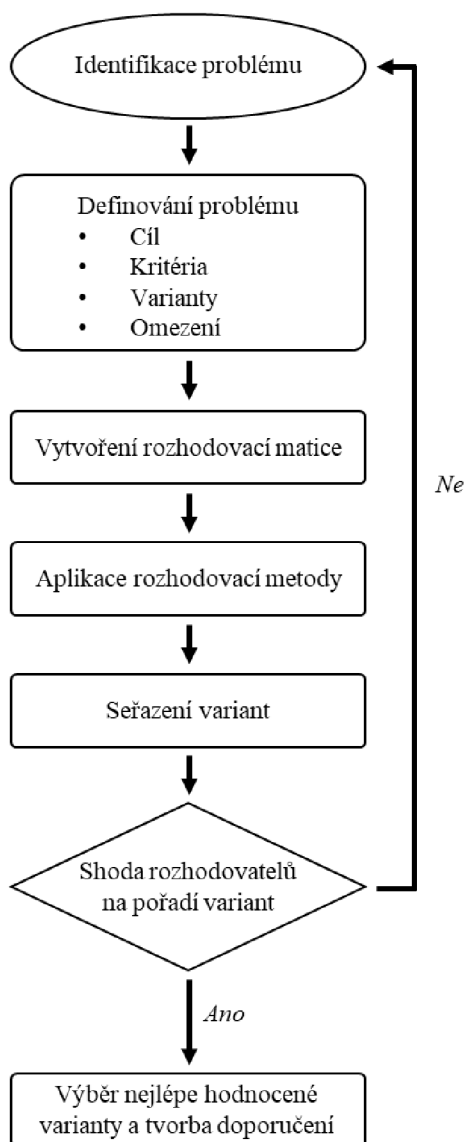 Identifikace problému
Definování problému
• Cíl
• Kritéria
• Varianty
• Omezení
Vytvoření rozhodovací matice
Ne
Aplikace rozhodovací metody
Seřazení variant
Shoda rozhodovatelů
na pořadí variant
Ano
Výběr nejlépe hodnocené
varianty a tvorba doporučení